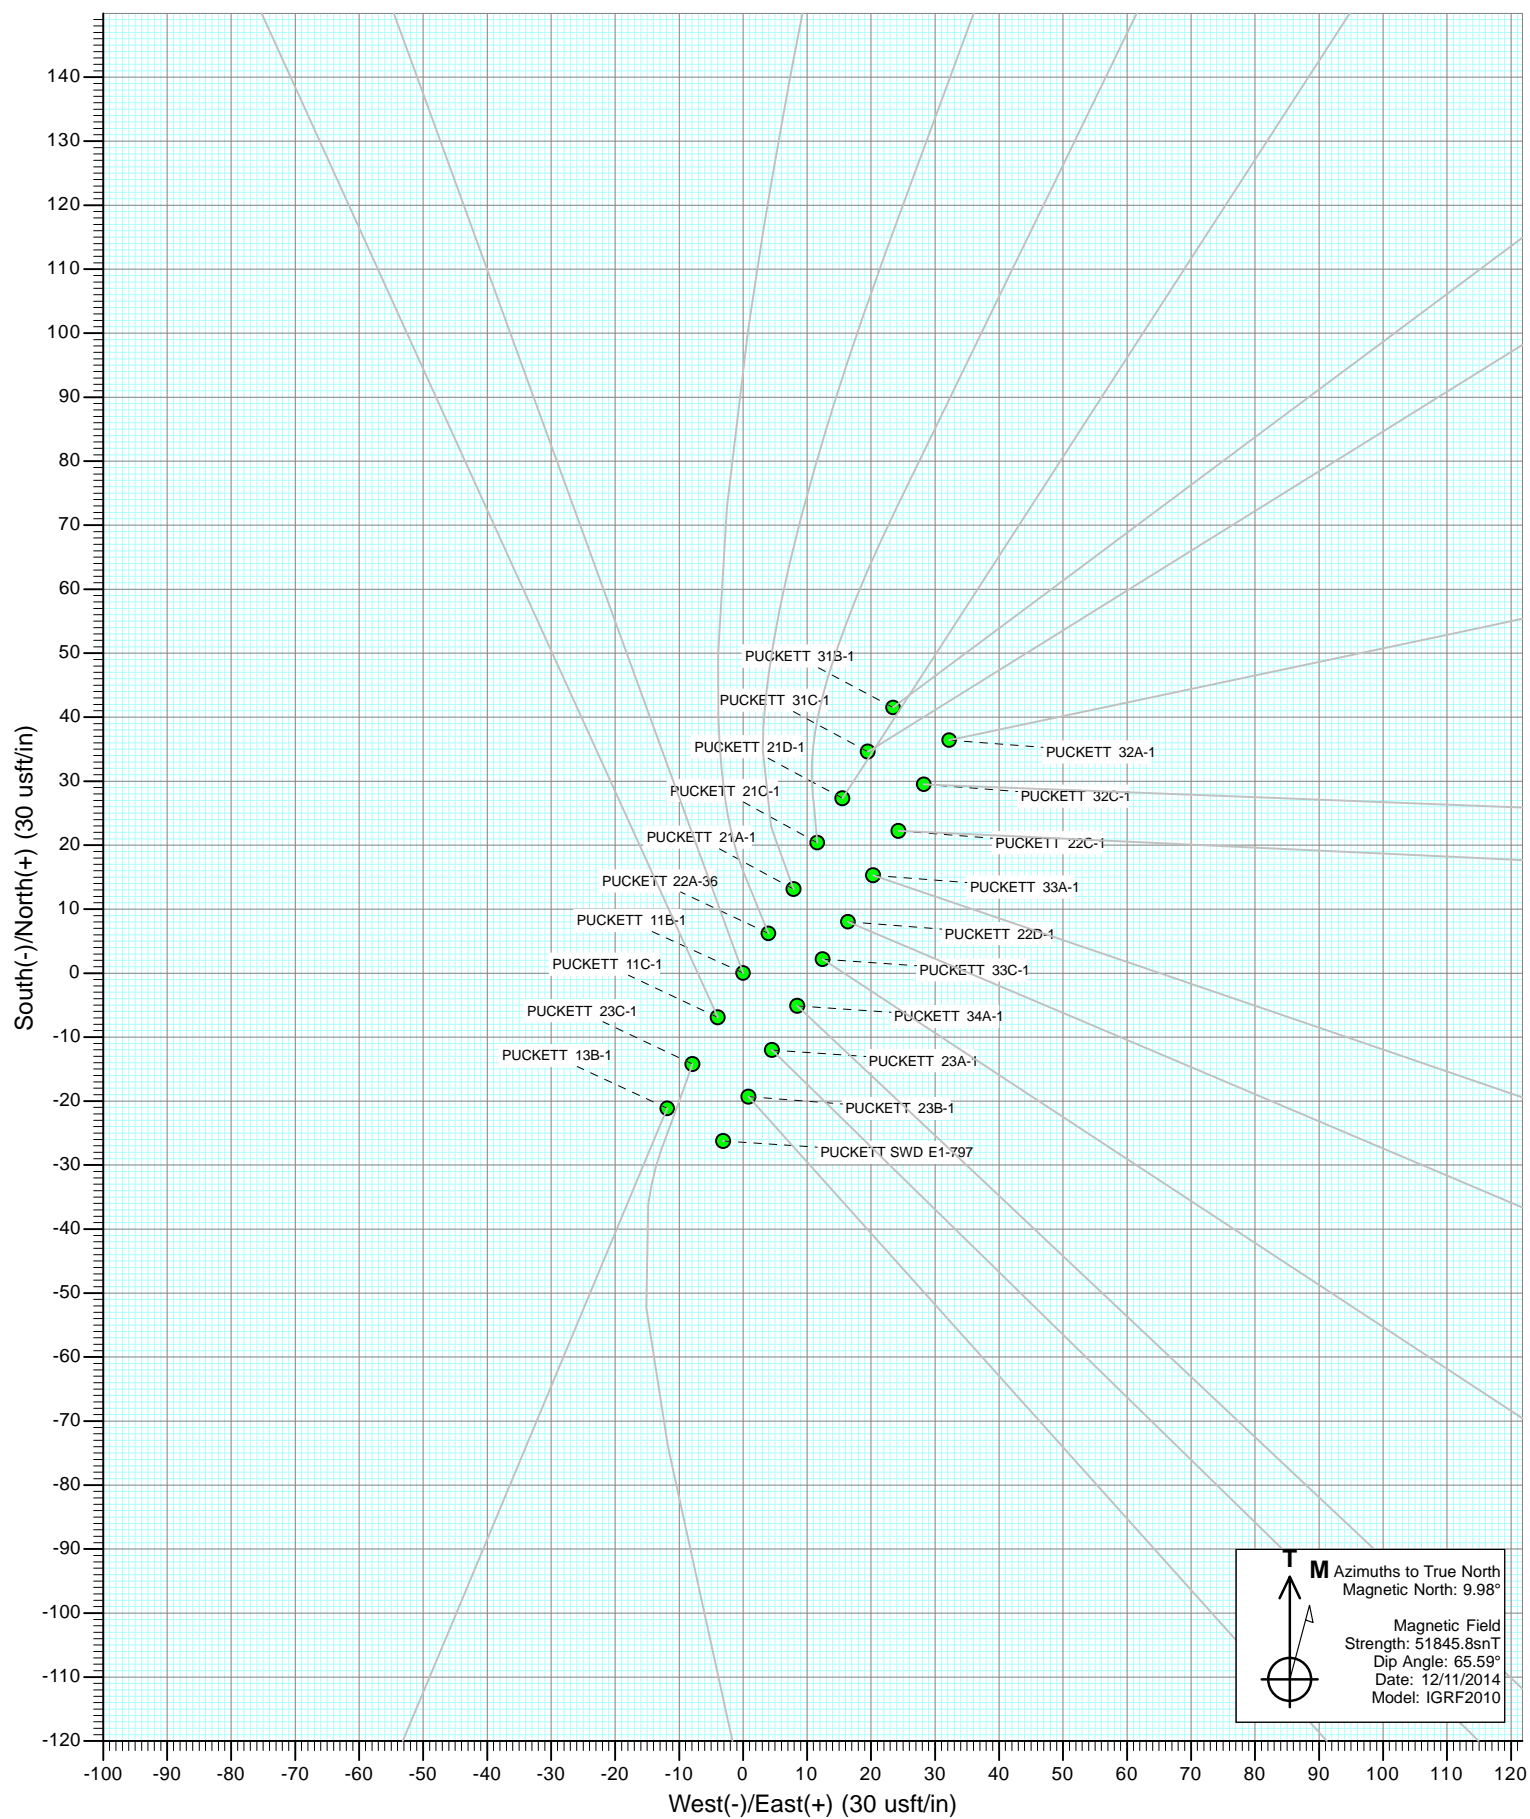 140
130
120
110
100
90
80
70
60
50
40
30
20
10
0
-10
-20
-30
-40
-50
-60
-70
-80
-90
-100
-110
-120
South(-)/North(+) (30 usft/in)
PUCKETT 31B-1
PUCKETT 31C-1
PUCKETT 21D-1
PUCKETT 32A-1
PUCKETT 21C-1
PUCKETT 32C-1
PUCKETT 21A-1
PUCKETT 22C-1
PUCKETT 22A-36
PUCKETT 33A-1
PUCKETT 11B-1
PUCKETT 22D-1
PUCKETT 11C-1
PUCKETT 33C-1
PUCKETT 23C-1
PUCKETT 34A-1
PUCKETT 13B-1
PUCKETT 23A-1
PUCKETT 23B-1
PUCKETT SWD E1-797
T
M Azimuths to True North
Magnetic North: 9.98°
Magnetic Field
Strength: 51845.8snT
Dip Angle: 65.59°
Date: 12/11/2014
Model: IGRF2010
-100 -90 -80 -70 -60 -50 -40 -30 -20 -10 0 10 20 30 40 50 60 70 80 90 100 110 120
West(-)/East(+) (30 usft/in)